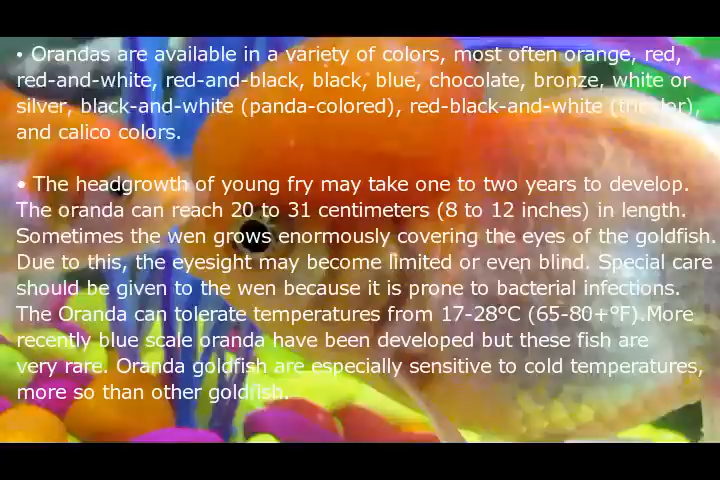 • Orandas are available in a variety of colors, most often orange, red,
red-and-white, red-and-black, black, blue, chocolate, bronze, white or
silver, black-and-white (panda-colored), red-black-and-white (tricolor),
and calico colors.
• The headgrowth of young fry may take one to two years to develop.
The oranda can reach 20 to 31 centimeters (8 to 12 inches) in length.
Sometimes the wen grows enormously covering the eyes of the goldfish.
Due to this, the eyesight may become limited or even blind. Special care
should be given to the wen because it is prone to bacterial infections.
The Oranda can tolerate temperatures from 17-28°C (65-80+°F).More
recently blue scale oranda have been developed but these fish are
very rare. Oranda goldfish are especially sensitive to cold temperatures,
more so than other goldfish.